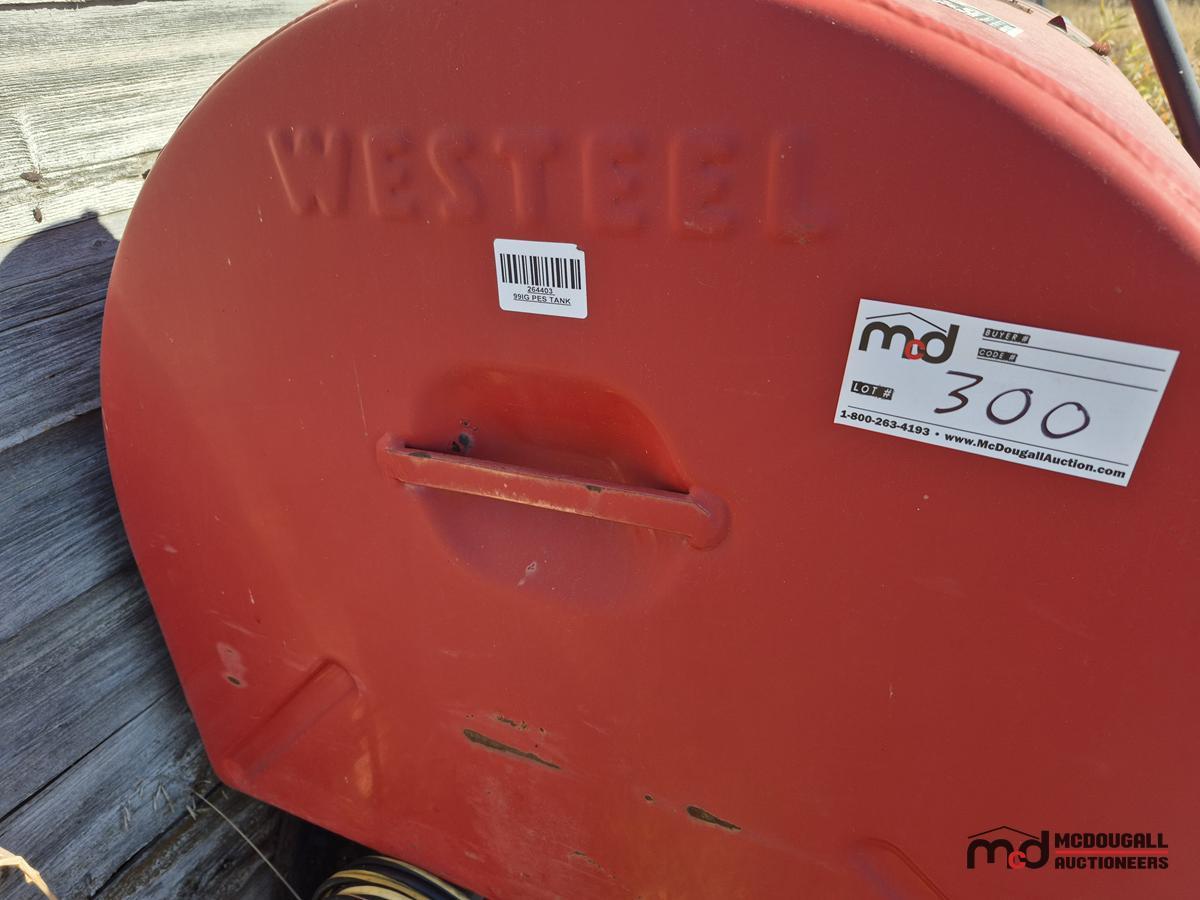 WESTEEL
264403
99IG PES TANK
mcd
BUYER #
CODE #
LOT # 300
1-800-263-4193 • www.McDougallAuction.com
mcd MCDOUGALL
AUCTIONEERS